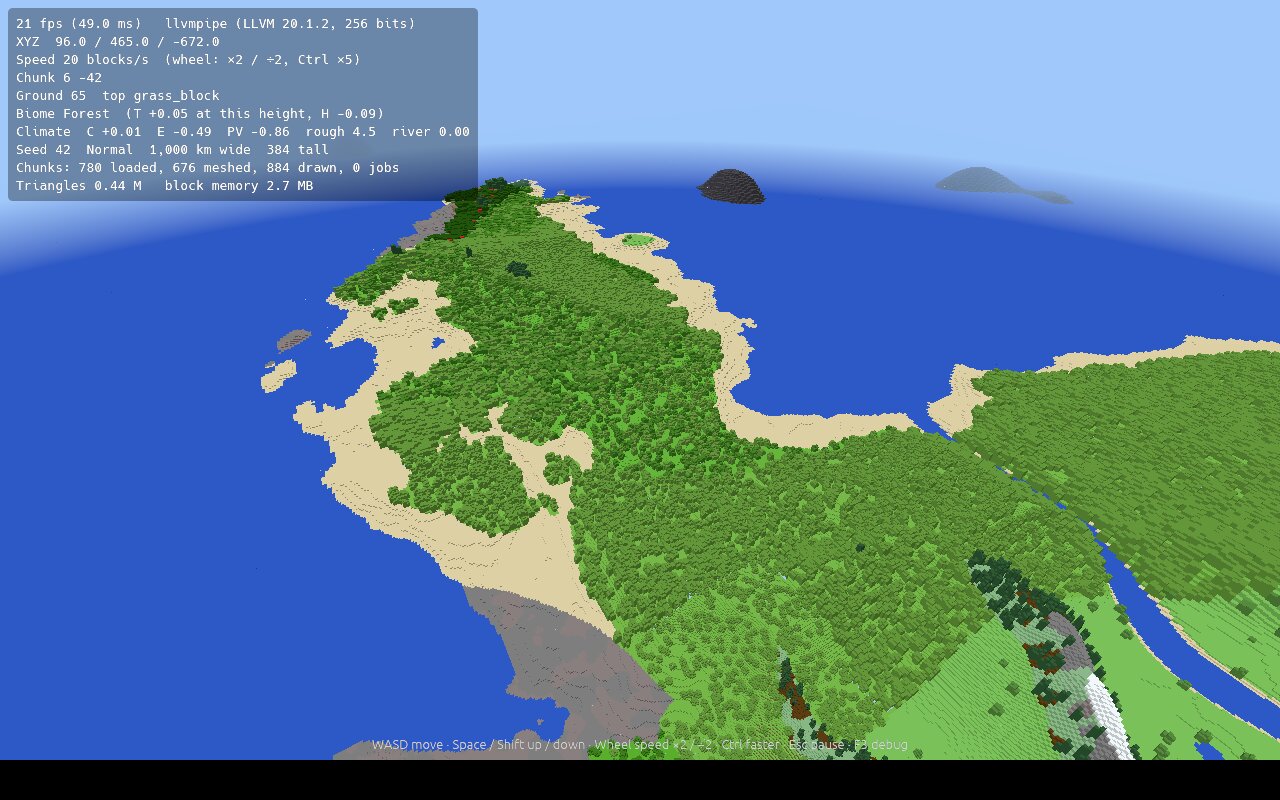 21 fps (49.0 ms)   llvmpipe (LLVM 20.1.2, 256 bits)
XYZ  96.0 / 465.0 / -672.0
Speed 20 blocks/s  (wheel: ×2 / ÷2, Ctrl ×5)
Chunk 6 -42
Ground 65  top grass_block
Biome Forest  (T +0.05 at this height, H -0.09)
Climate  C +0.01  E -0.49  PV -0.86  rough 4.5  river 0.00
Seed 42  Normal  1,000 km wide  384 tall
Chunks: 780 loaded, 676 meshed, 884 drawn, 0 jobs
Triangles 0.44 M   block memory 2.7 MB
WASD move · Space / Shift up / down · Wheel speed ×2 / ÷2 · Ctrl faster · Esc pause · F3 debug